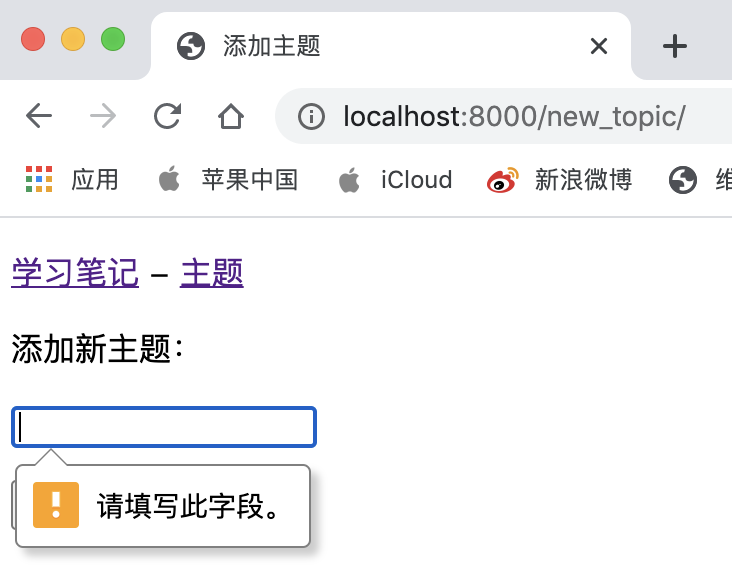 添加主题
localhost:8000/new_topic/
应用 苹果中国 iCloud 新浪微博
学习笔记 – 主题
添加新主题：
请填写此字段。